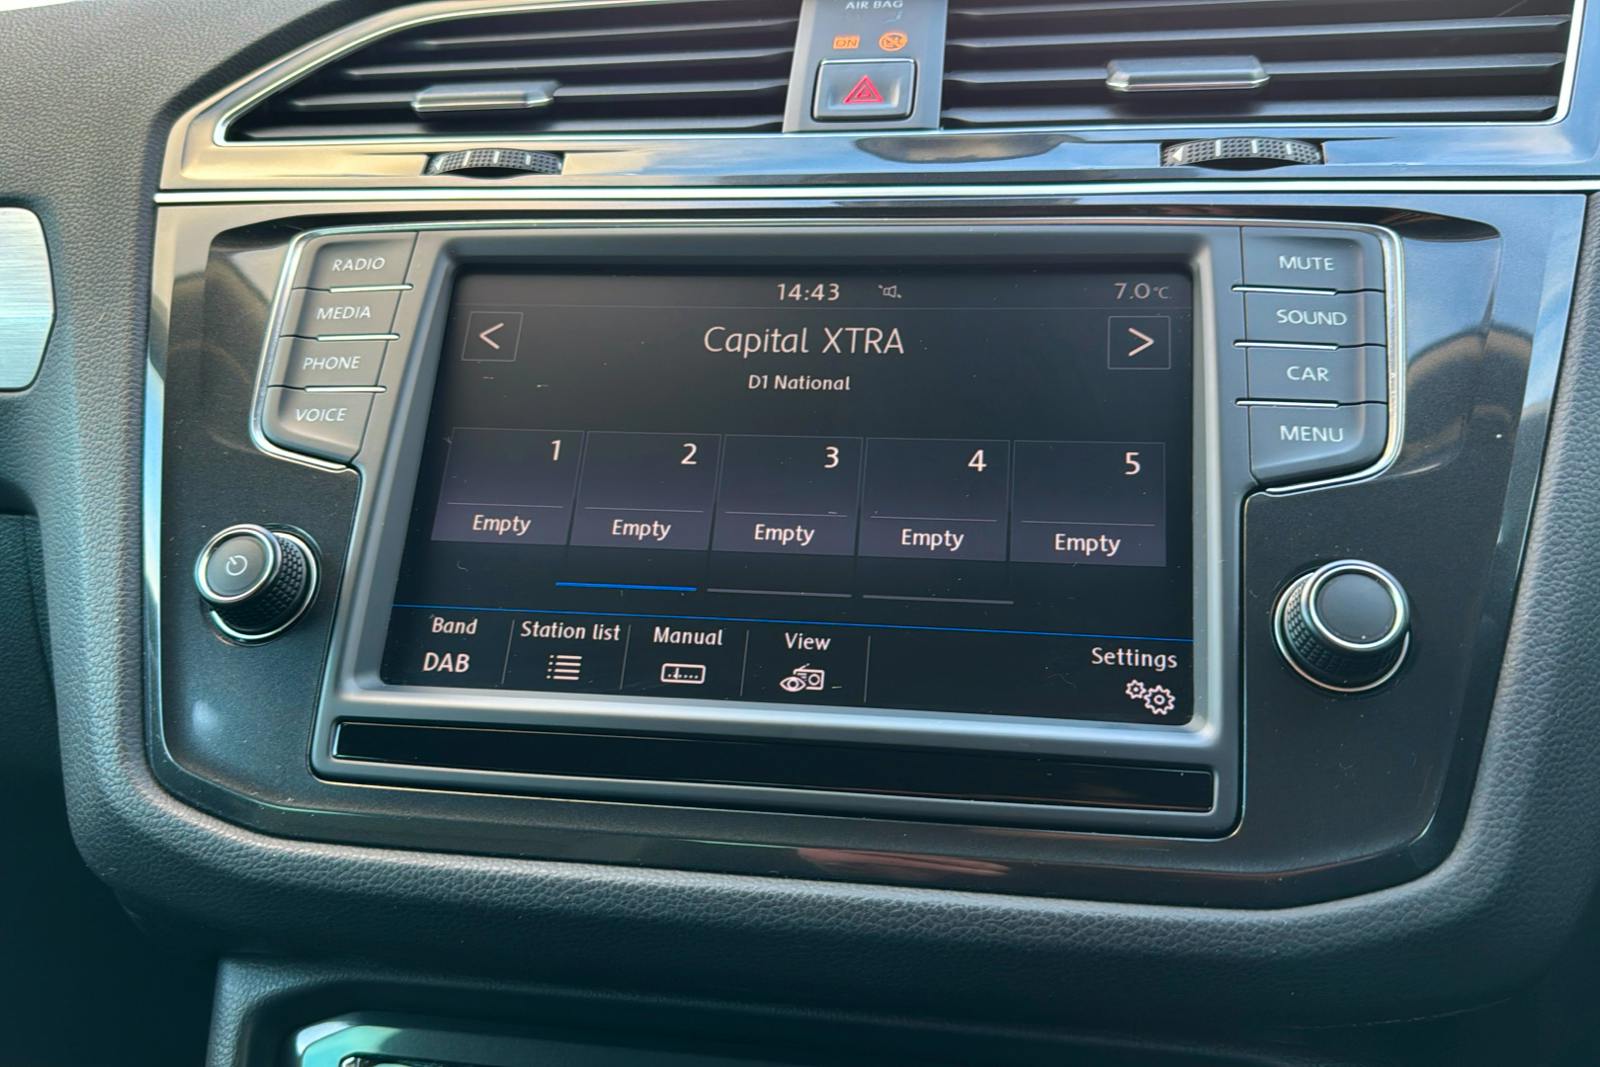 AIR BAG
ON
RADIO
MEDIA
PHONE
VOICE
MUTE
SOUND
CAR
MENU
14:43
7.0°C
<
Capital XTRA
>
D1 National
1
2
3
4
5
Empty
Empty
Empty
Empty
Empty
Band
Station list
Manual
View
Settings
DAB